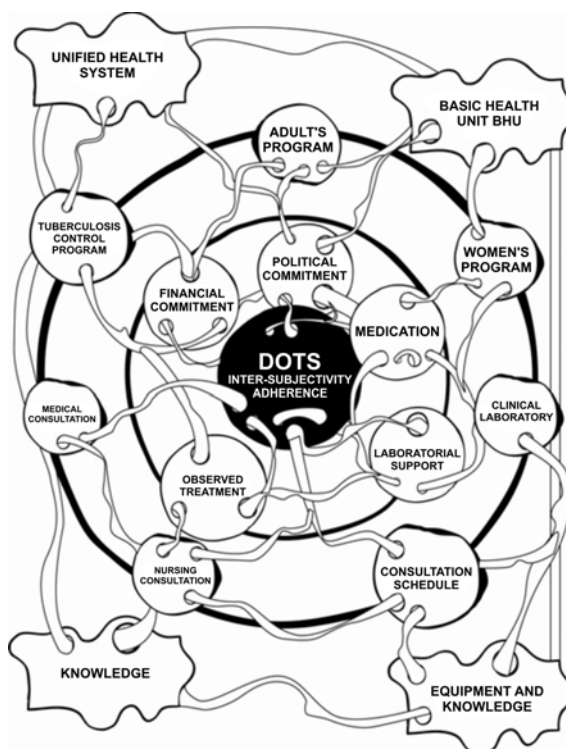 UNIFIED HEALTH
SYSTEM
BASIC HEALTH
UNIT BHU
ADULT'S
PROGRAM
TUBERCULOSIS
CONTROL
PROGRAM
POLITICAL
COMMITMENT
WOMEN'S
PROGRAM
FINANCIAL
COMMITMENT
MEDICATION
DOTS
INTER-SUBJECTIVITY
ADHERENCE
MEDICAL
CONSULTATION
CLINICAL
LABORATORY
LABORATORIAL
SUPPORT
OBSERVED
TREATMENT
NURSING
CONSULTATION
CONSULTATION
SCHEDULE
KNOWLEDGE
EQUIPMENT AND
KNOWLEDGE